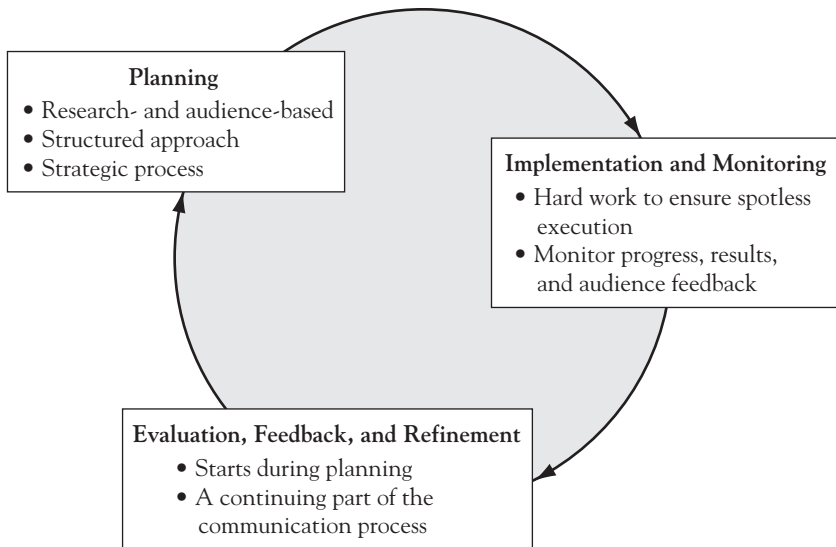 Planning
• Research- and audience-based
• Structured approach
• Strategic process
Implementation and Monitoring
• Hard work to ensure spotless
execution
• Monitor progress, results,
and audience feedback
Evaluation, Feedback, and Refinement
• Starts during planning
• A continuing part of the
communication process